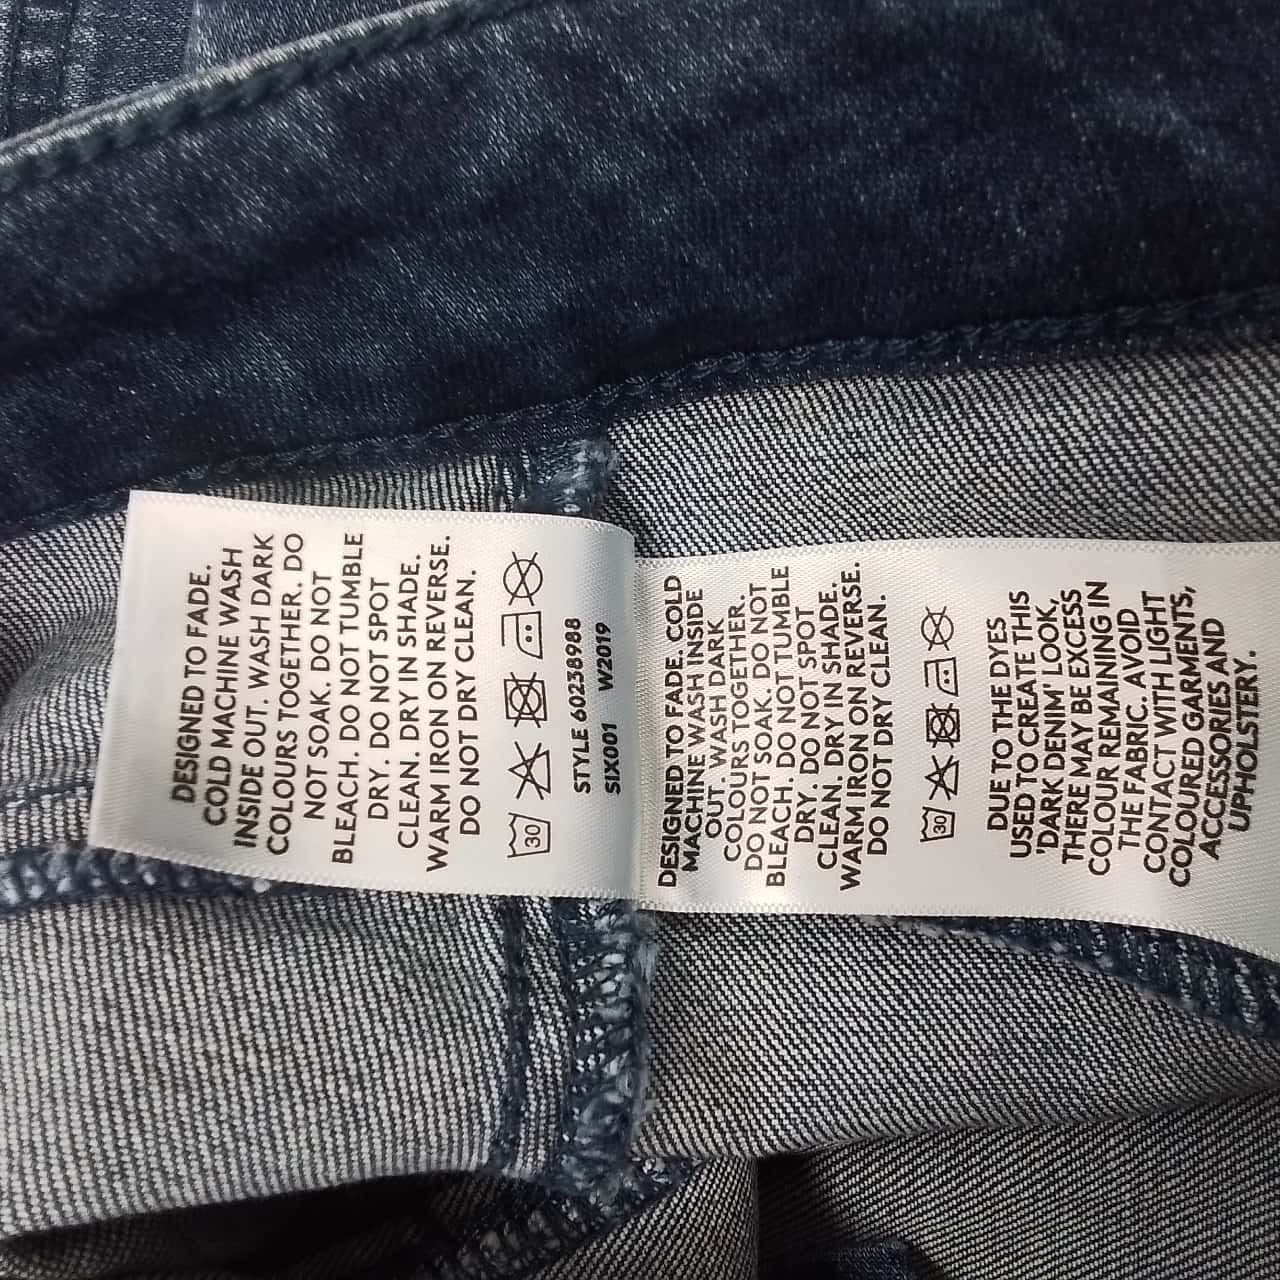 DESIGNED TO FADE.
COLD MACHINE WASH
INSIDE OUT. WASH DARK
COLOURS TOGETHER. DO
NOT SOAK. DO NOT
BLEACH. DO NOT TUMBLE
DRY. DO NOT SPOT
CLEAN. DRY IN SHADE.
WARM IRON ON REVERSE.
DO NOT DRY CLEAN.
30
STYLE 60238988
SIX001 W2019
DESIGNED TO FADE. COLD
MACHINE WASH INSIDE
OUT. WASH DARK
COLOURS TOGETHER.
DO NOT SOAK. DO NOT
BLEACH. DO NOT TUMBLE
DRY. DO NOT SPOT
CLEAN. DRY IN SHADE.
WARM IRON ON REVERSE.
DO NOT DRY CLEAN.
30
DUE TO THE DYES
USED TO CREATE THIS
'DARK DENIM' LOOK,
THERE MAY BE EXCESS
COLOUR REMAINING IN
THE FABRIC. AVOID
CONTACT WITH LIGHT
COLOURED GARMENTS,
ACCESSORIES AND
UPHOLSTERY.